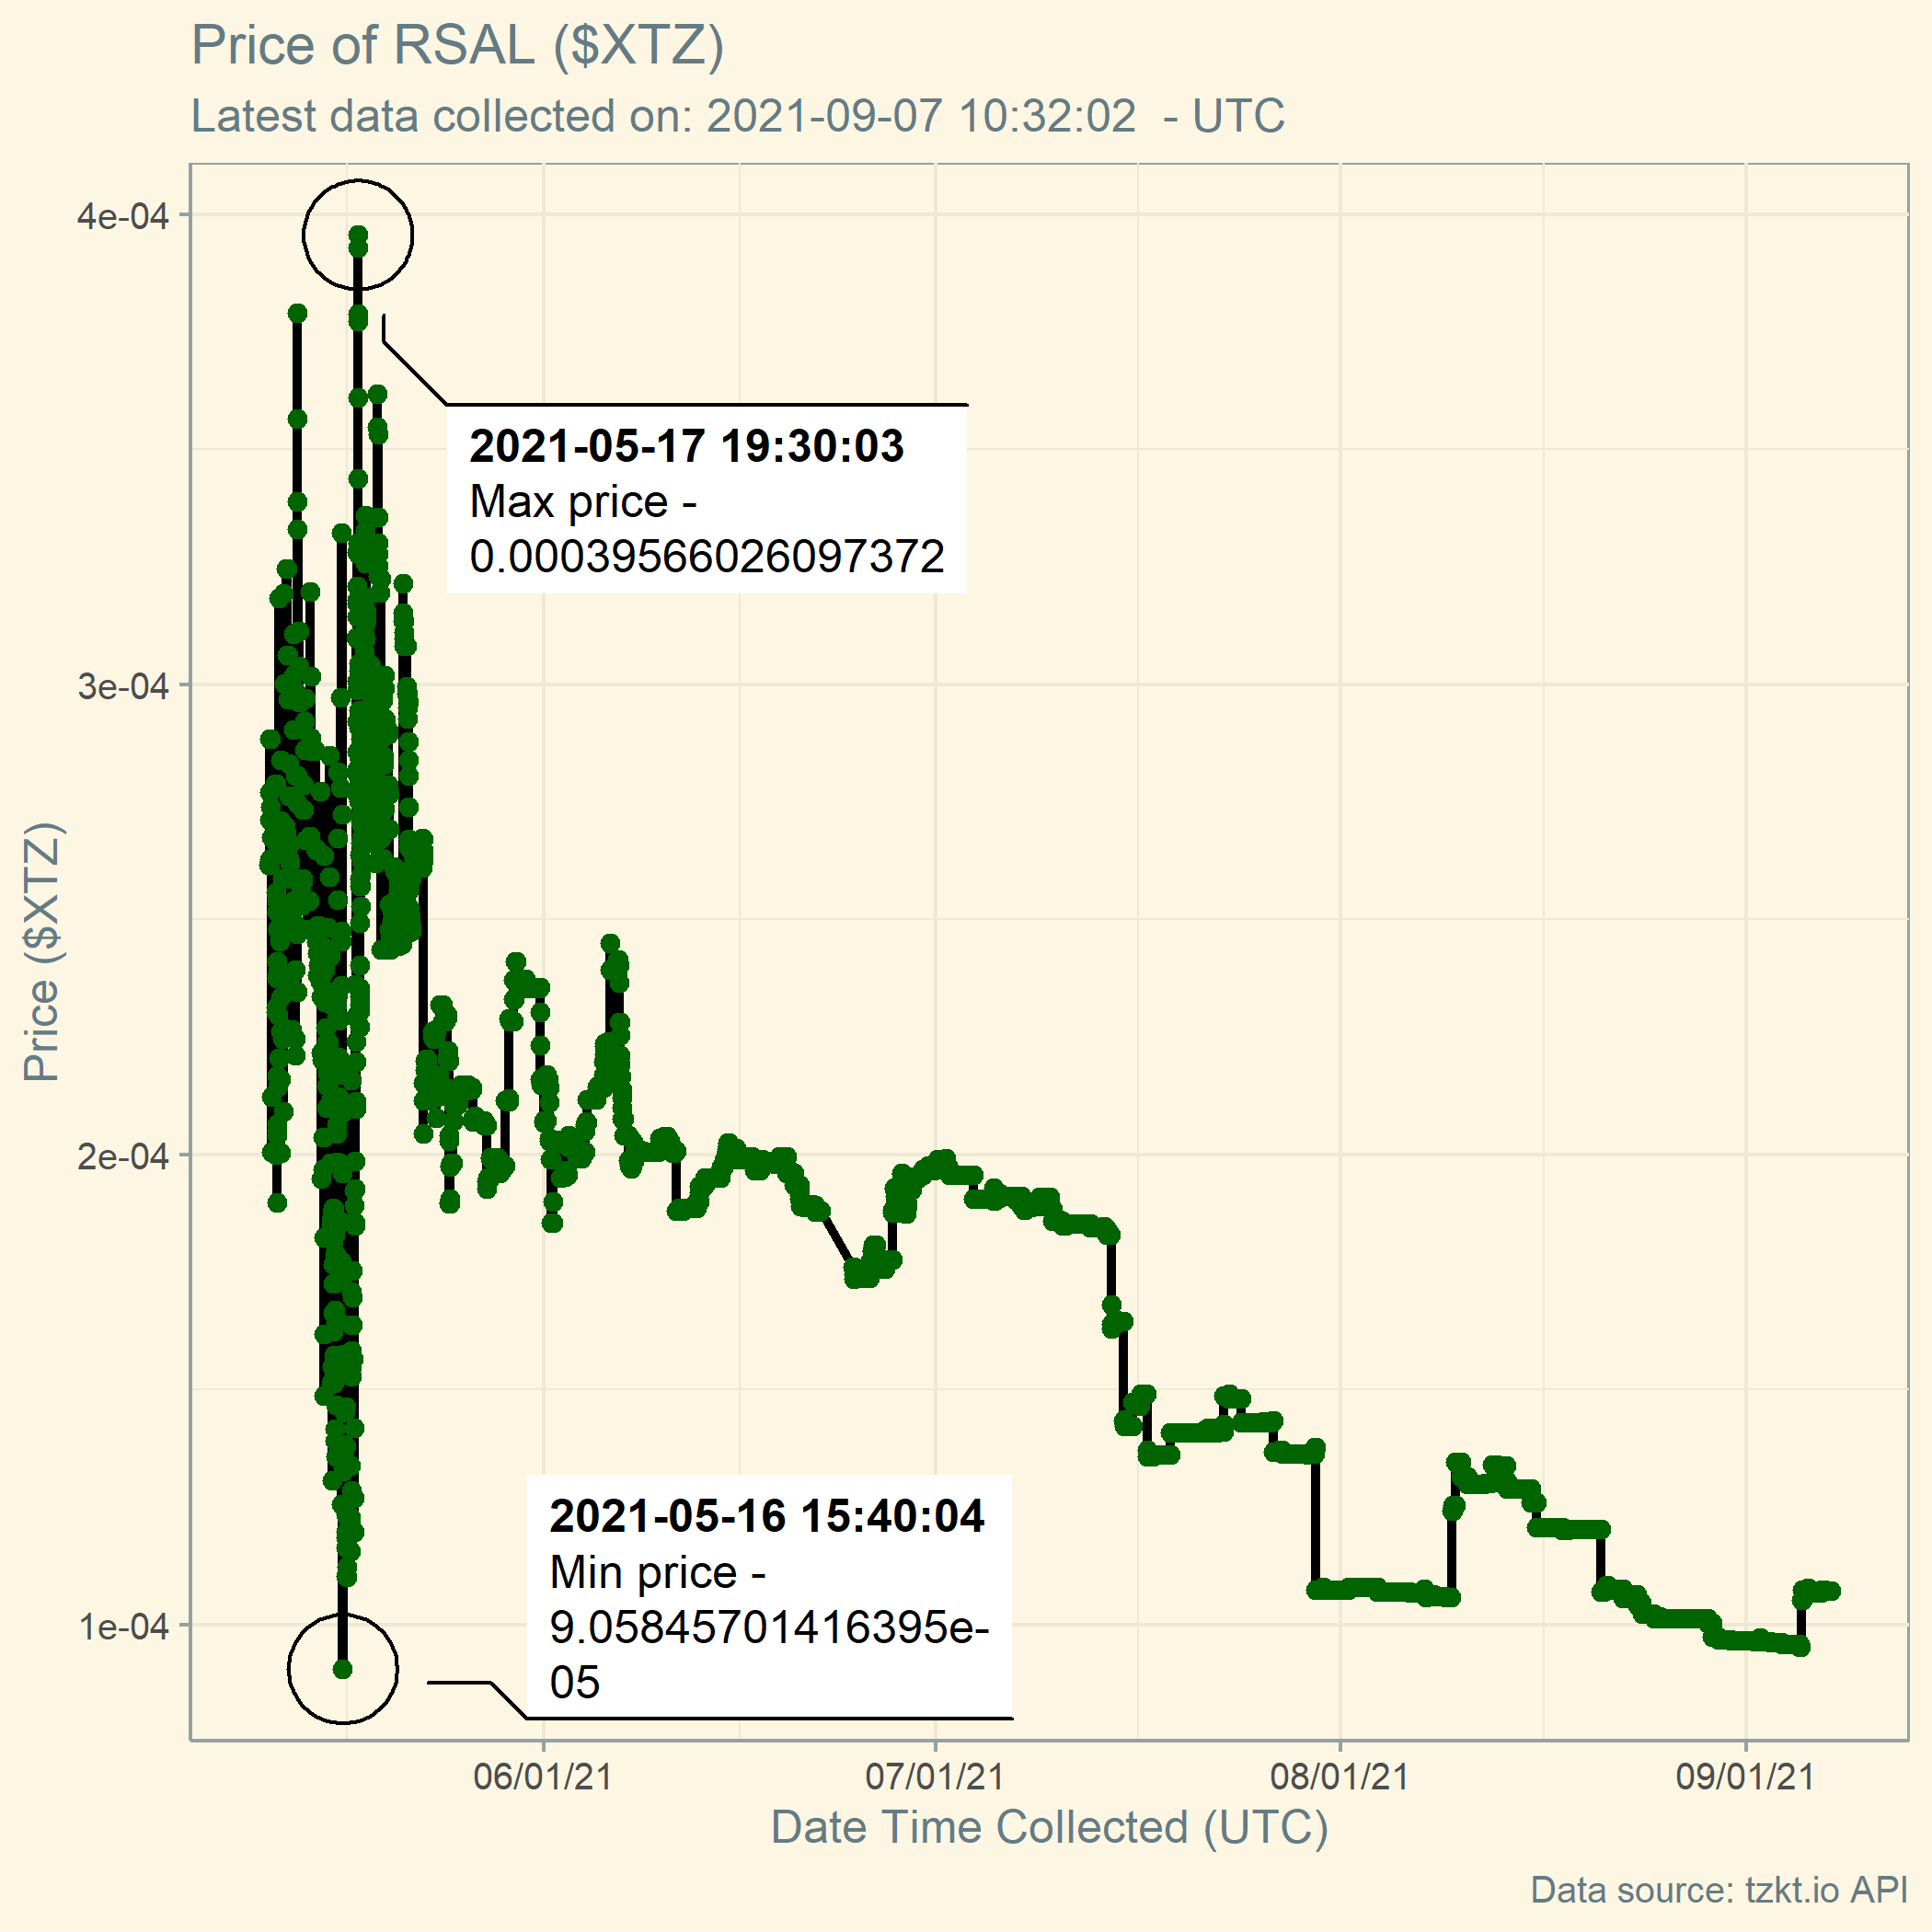 Price of RSAL ($XTZ)
Latest data collected on: 2021-09-07 10:32:02  - UTC
4e-04
3e-04
2e-04
1e-04
Price ($XTZ)
2021-05-17 19:30:03
Max price -
0.00039566026097372
2021-05-16 15:40:04
Min price -
9.05845701416395e-
05
06/01/21
07/01/21
08/01/21
09/01/21
Date Time Collected (UTC)
Data source: tzkt.io API